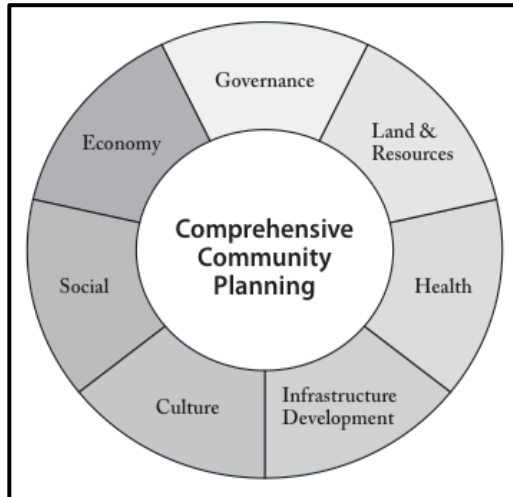 Governance
Land &
Resources
Health
Infrastructure
Development
Culture
Social
Economy
Comprehensive
Community
Planning